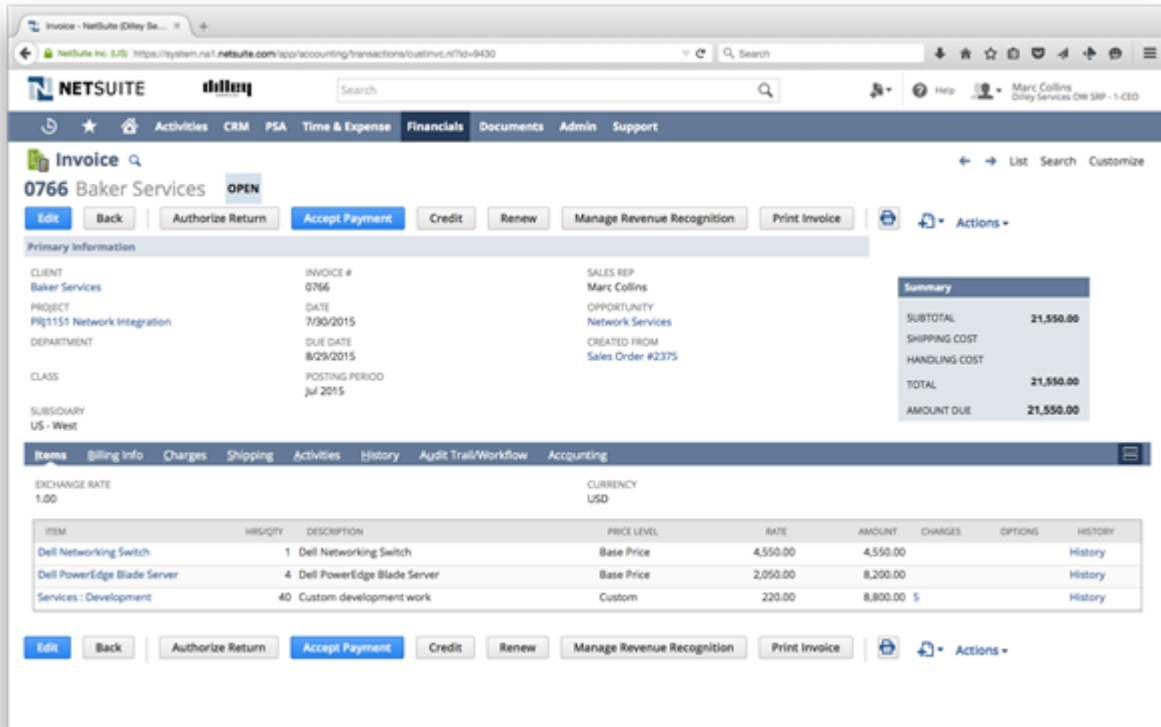 Invoice - NetSuite (Dilley Se...
NetSuite Inc. (US) https://system.na1.netsuite.com/app/accounting/transactions/custinvc.nl?id=9430 Search
NETSUITE dilley Search Help Marc Collins
SERVICES Dilley Services OW SRP - 1-CEO
Activities CRM PSA Time & Expense Financials Documents Admin Support
Invoice List Search Customize
0766 Baker Services OPEN
Edit Back Authorize Return Accept Payment Credit Renew Manage Revenue Recognition Print Invoice Actions
Primary Information
CLIENT INVOICE # SALES REP
Baker Services 0766 Marc Collins Summary
PROJECT DATE OPPORTUNITY
PRJ1151 Network Integration 7/30/2015 Network Services SUBTOTAL 21,550.00
DEPARTMENT DUE DATE CREATED FROM SHIPPING COST
8/29/2015 Sales Order #2375 HANDLING COST
CLASS POSTING PERIOD TOTAL 21,550.00
Jul 2015
SUBSIDIARY AMOUNT DUE 21,550.00
US - West
Items Billing Info Charges Shipping Activities History Audit Trail/Workflow Accounting
EXCHANGE RATE CURRENCY
1.00 USD
ITEM HRS/QTY DESCRIPTION PRICE LEVEL RATE AMOUNT CHARGES OPTIONS HISTORY
Dell Networking Switch 1 Dell Networking Switch Base Price 4,550.00 4,550.00 History
Dell PowerEdge Blade Server 4 Dell PowerEdge Blade Server Base Price 2,050.00 8,200.00 History
Services : Development 40 Custom development work Custom 220.00 8,800.00 5 History
Edit Back Authorize Return Accept Payment Credit Renew Manage Revenue Recognition Print Invoice Actions